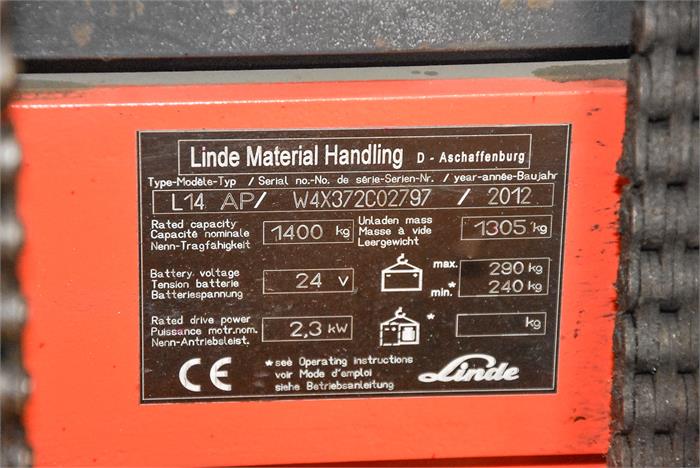 Linde Material Handling D - Aschaffenburg
Type-Modèle-Typ / Serial no.-No. de série-Serien-Nr. / year-année-Baujahr
L14 AP/ W4X372C02797 / 2012
Rated capacity
Capacité nominale
Nenn-Tragfähigkeit
1400 kg
Unladen mass
Masse à vide
Leergewicht
1305 kg
Battery voltage
Tension batterie
Batteriespannung
24 V
max. 290 kg
* min. 240 kg
Rated drive power
Puissance motr.nom.
Nenn-Antriebsleist.
2,3 kW
* kg
CE
*see Operating instructions
voir Mode d'emploi
siehe Betriebsanleitung
Linde